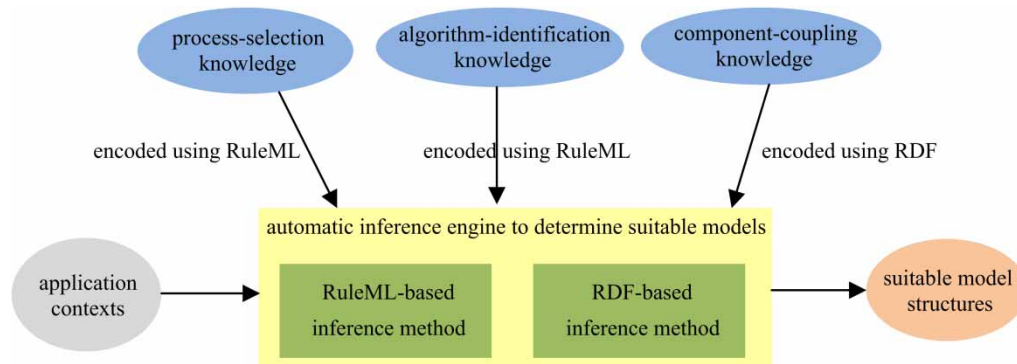 process-selection
knowledge
algorithm-identification
knowledge
component-coupling
knowledge
encoded using RuleML
encoded using RuleML
encoded using RDF
automatic inference engine to determine suitable models
application
contexts
RuleML-based
inference method
RDF-based
inference method
suitable model
structures